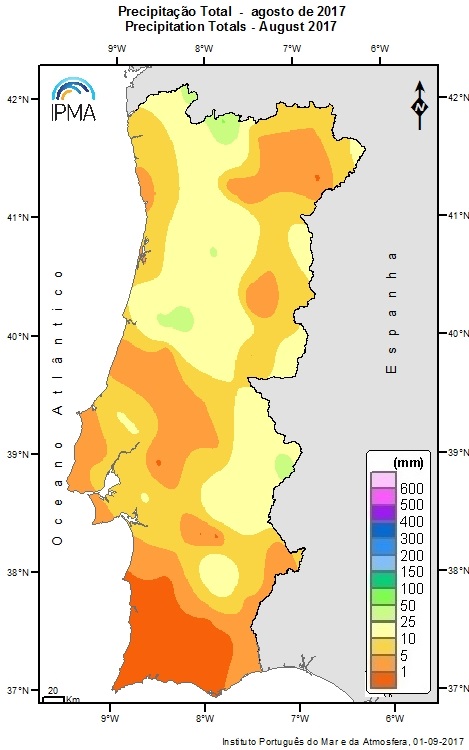 Precipitação Total - agosto de 2017
Precipitation Totals - August 2017
9°W 8°W 7°W 6°W
42°N 42°N
IPMA
N
41°N 41°N
Espanha
Oceano Atlântico
40°N 40°N
39°N 39°N
(mm)
600
500
400
300
200
150
100
50
25
10
5
1
38°N 38°N
37°N 37°N
20
Km
9°W 8°W 7°W 6°W
Instituto Português do Mar e da Atmosfera, 01-09-2017